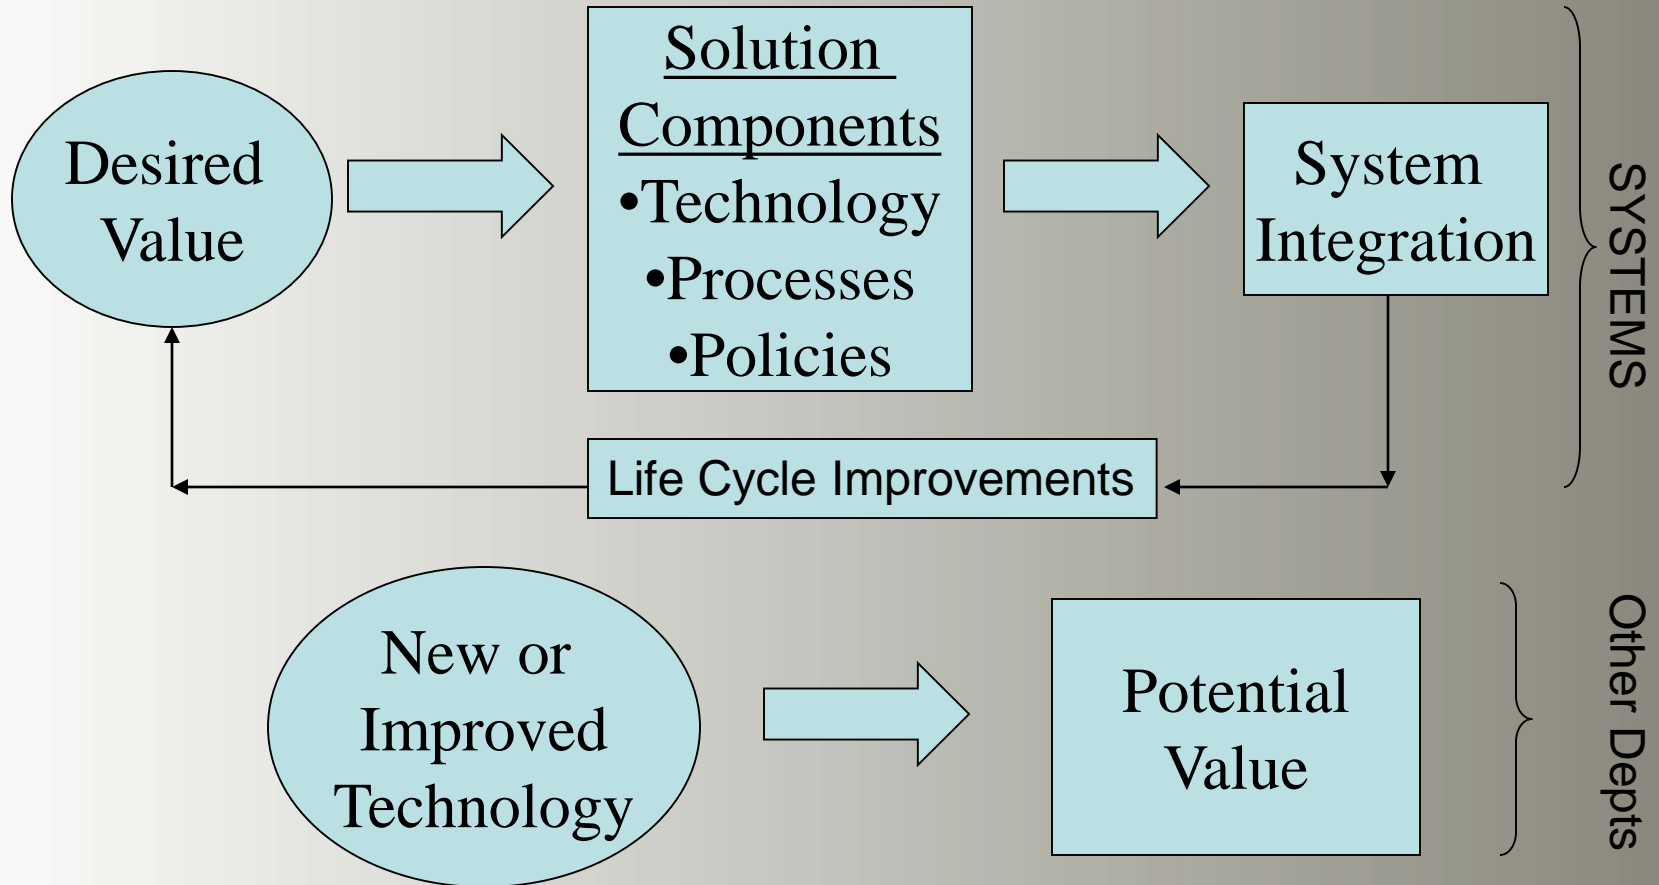 Desired
Value
Solution
Components
•Technology
•Processes
•Policies
System
Integration
SYSTEMS
Life Cycle Improvements
New or
Improved
Technology
Potential
Value
Other Depts